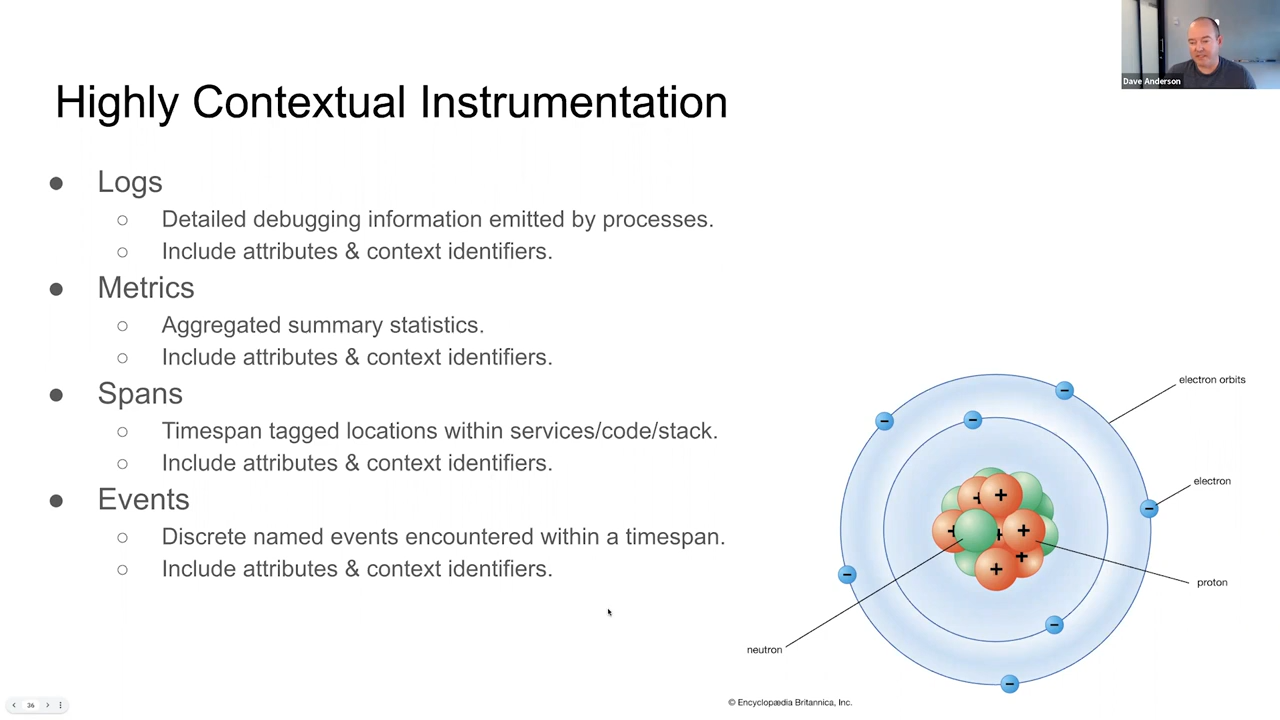 Dave Anderson
Highly Contextual Instrumentation
● Logs
○ Detailed debugging information emitted by processes.
○ Include attributes & context identifiers.
● Metrics
○ Aggregated summary statistics.
○ Include attributes & context identifiers.
● Spans
○ Timespan tagged locations within services/code/stack.
○ Include attributes & context identifiers.
● Events
○ Discrete named events encountered within a timespan.
○ Include attributes & context identifiers.
electron orbits
electron
proton
neutron
© Encyclopædia Britannica, Inc.
36